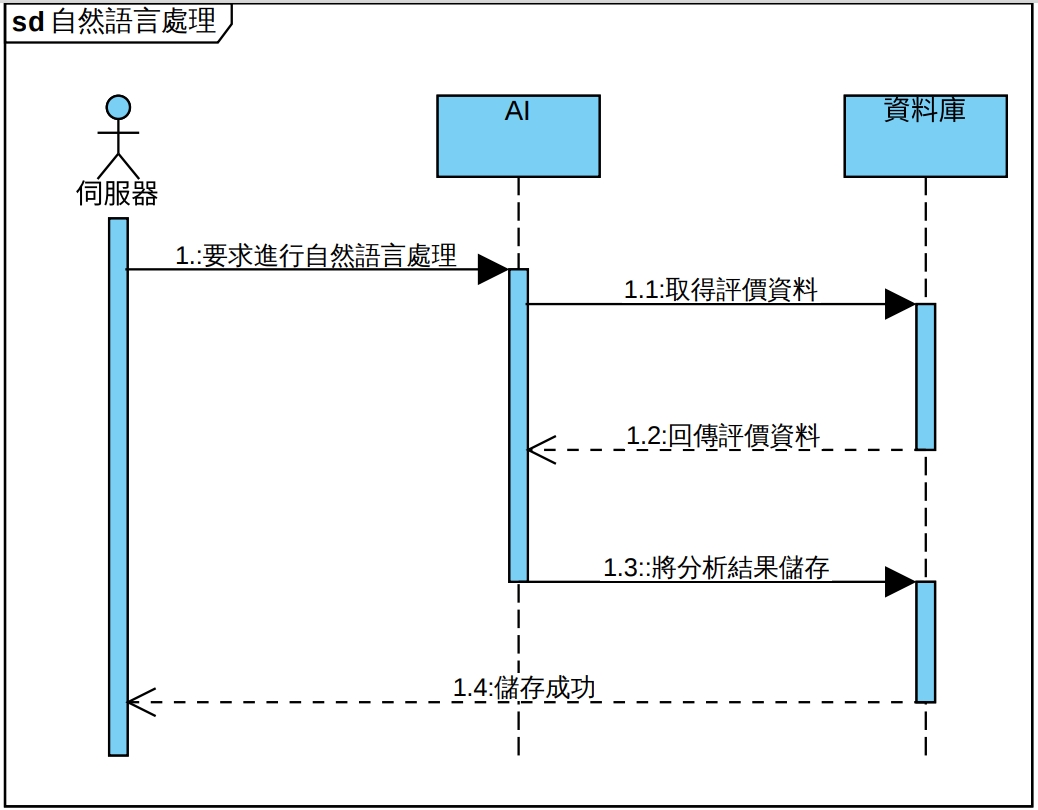 sd 自然語言處理
伺服器
AI
資料庫
1.:要求進行自然語言處理
1.1:取得評價資料
1.2:回傳評價資料
1.3::將分析結果儲存
1.4:儲存成功